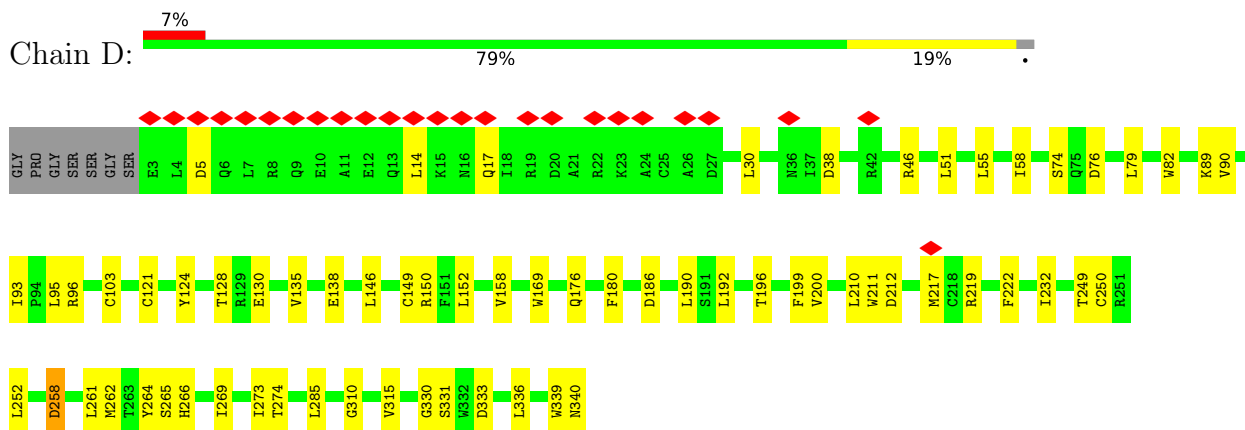 7%
Chain D:
79% 19% •
GLY PRO GLY SER SER GLY SER E3 L4 D5 Q6 L7 R8 Q9 E10 A11 E12 Q13 L14 K15 N16 Q17 I18 R19 D20 A21 R22 K23 A24 C25 A26 D27 L30 N36 I37 D38 R42 R46 L51 L55 I58 S74 Q75 D76 L79 W82 K89 V90
I93 P94 L95 R96 C103 C121 Y124 T128 R129 E130 V135 E138 L146 C149 R150 F151 L152 V158 W169 Q176 F180 D186 L190 S191 L192 T196 F199 V200 L210 W211 D212 M217 C218 R219 F222 I232 T249 C250 R251
L252 D258 L261 M262 T263 Y264 S265 H266 I269 I273 T274 L285 G310 V315 G330 S331 W332 D333 L336 W339 N340